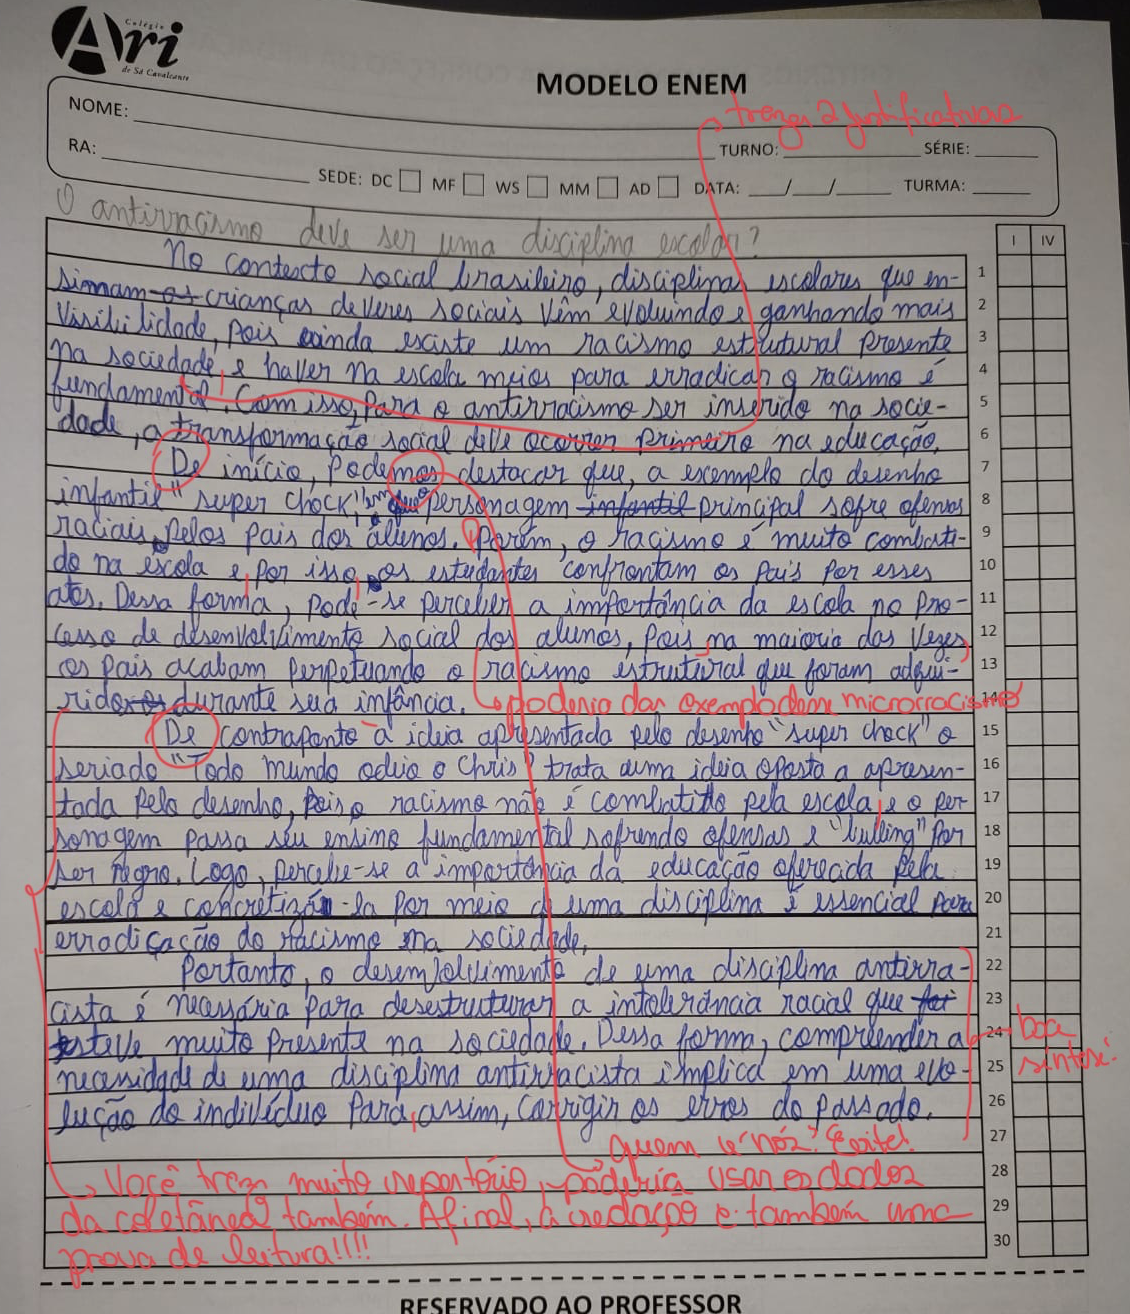 Colégio
Ari
de Sá Cavalcante
MODELO ENEM
trazer 2 justificativas
NOME:
RA:
TURNO: SÉRIE:
SEDE: DC MF WS MM AD DATA: / / TURMA:
O antirracismo deve ser uma disciplina escolar?
I IV
No contexto social brasileiro, disciplinas escolares que en- 1
sinnam os crianças deveres sociais vêm evoluindo e ganhando mais 2
visibilidade, pois ainda existe um racismo estrutural presente 3
na sociedade, e haver na escola meios para erradicar o racismo é 4
fundamental. Com isso, para o antirracismo ser inserido na socie- 5
dade, a transformação social deve ocorrer primeiro na educação. 6
De início, podemos destacar que, a exemplo do desenho 7
infantil "super chock", personagem infantil principal sofre ofensas 8
raciais pelos pais dos alunos. Porém, o racismo é muito combati- 9
do na escola e, por isso, os estudantes confrontam os pais por esses 10
atos. Dessa forma, pode-se perceber a importância da escola no pro- 11
cesso de desenvolvimento social dos alunos, pois, na maioria das vezes, 12
os pais acabam perpetuando o racismo estrutural que foram adqui- 13
ridos durante sua infância. poderia dar exemplo de microrracismo 14
De contraponto à ideia apresentada pelo desenho "super chock" o 15
seriado "Todo mundo odeia o Chris" trata uma ideia oposta a apresen- 16
tada pelo desenho, pois o racismo não é combatido pela escola, e o per- 17
sonagem passa seu ensino fundamental sofrendo ofensas e "bulling" por 18
ser negro. Logo, percebe-se a importância da educação oferecida pela 19
escola e concretizá-la por meio de uma disciplina é essencial para 20
erradicação do racismo na sociedade. 21
Portanto, o desenvolvimento de uma disciplina antirra- 22
cista é necessária para desestruturar a intolerância racial que foi 23
esteve muito presente na sociedade. Dessa forma, compreender a 24
boa
necessidade de uma disciplina antirracista implica em uma evo- 25
síntese!
lução do indivíduo para, assim, corrigir os erros do passado. 26
quem é "nós"? Evite! 27
Você traz muito repertório, poderia usar os dados 28
da coletânea também. Afinal, a redação é também uma 29
prova de leitura!!!! 30
RESERVADO AO PROFESSOR